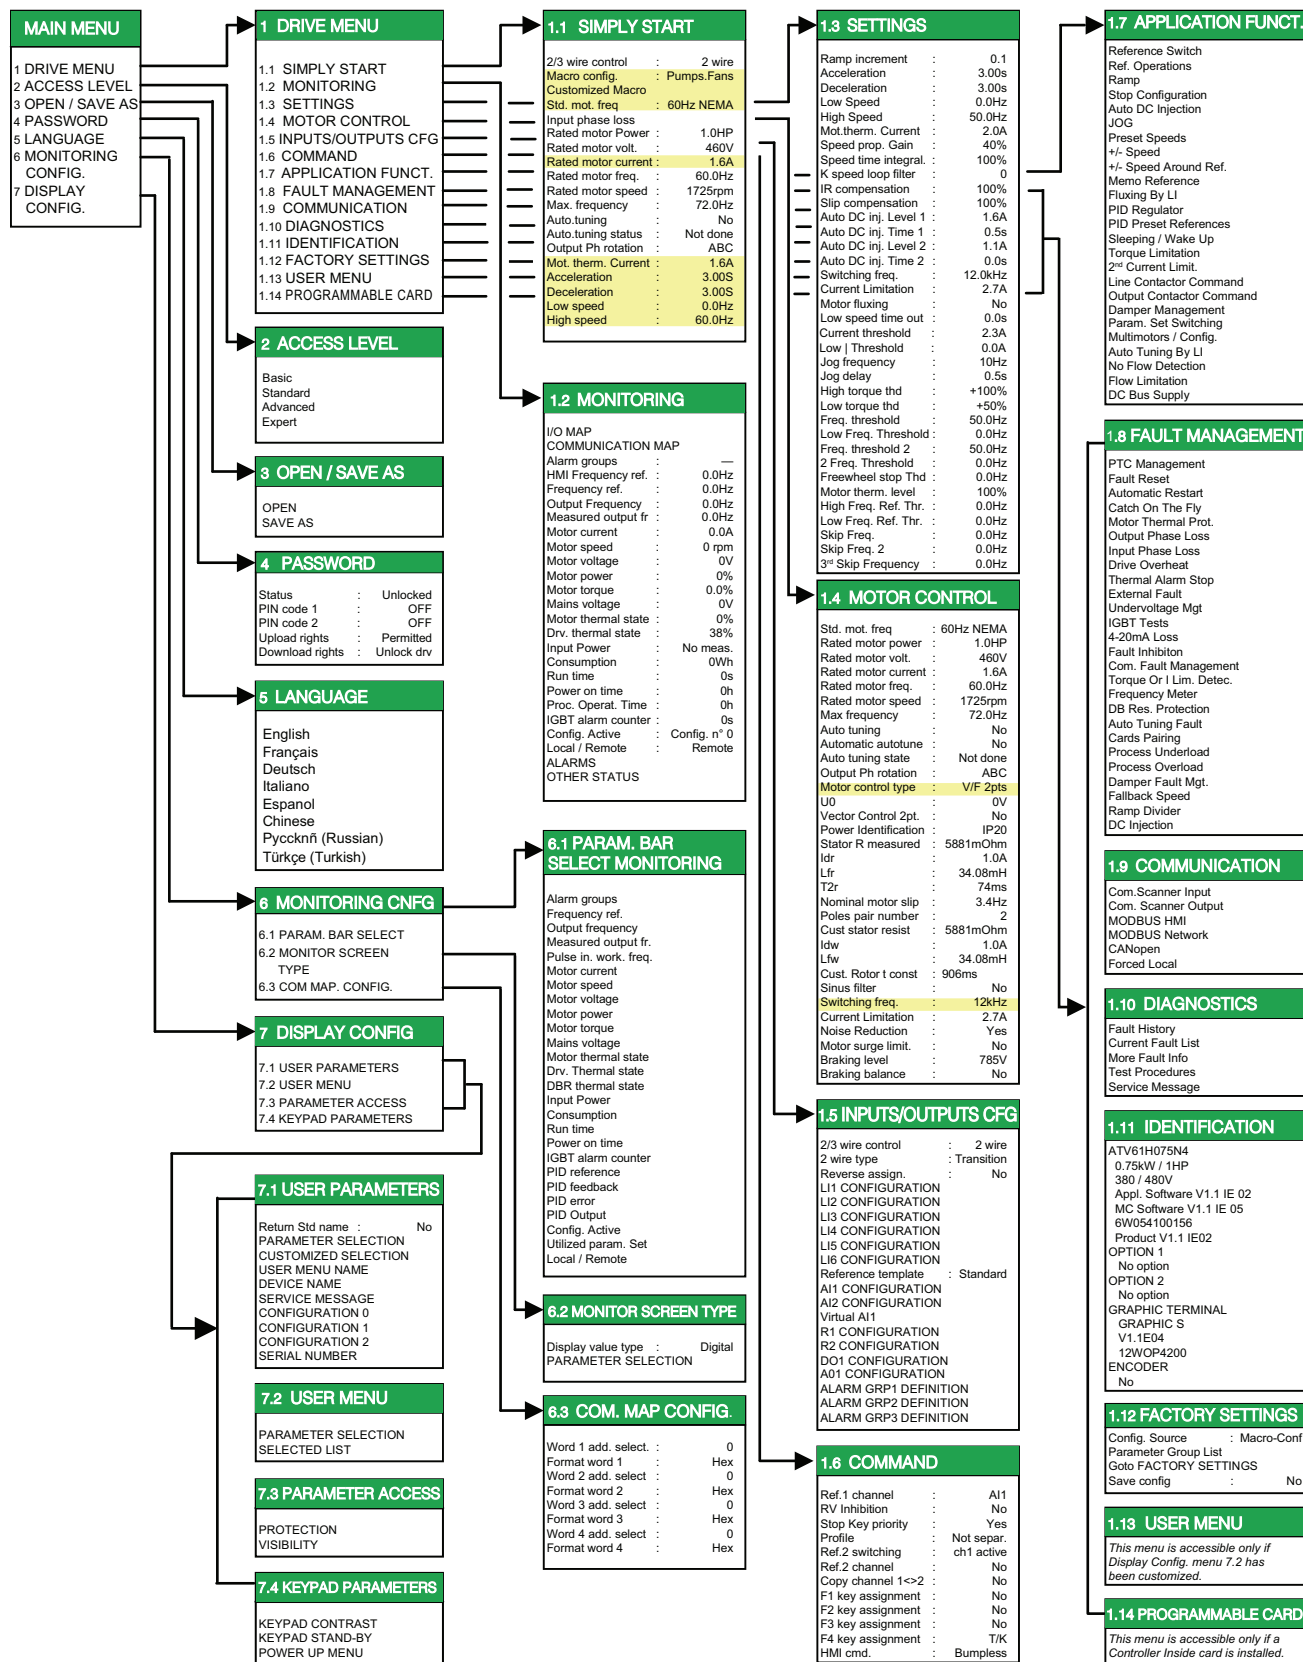 MAIN MENU
1 DRIVE MENU
2 ACCESS LEVEL
3 OPEN / SAVE AS
4 PASSWORD
5 LANGUAGE
6 MONITORING
CONFIG.
7 DISPLAY
CONFIG.
1 DRIVE MENU
1.1 SIMPLY START
1.2 MONITORING
1.3 SETTINGS
1.4 MOTOR CONTROL
1.5 INPUTS/OUTPUTS CFG
1.6 COMMAND
1.7 APPLICATION FUNCT.
1.8 FAULT MANAGEMENT
1.9 COMMUNICATION
1.10 DIAGNOSTICS
1.11 IDENTIFICATION
1.12 FACTORY SETTINGS
1.13 USER MENU
1.14 PROGRAMMABLE CARD
2 ACCESS LEVEL
Basic
Standard
Advanced
Expert
3 OPEN / SAVE AS
OPEN
SAVE AS
4 PASSWORD
Status : Unlocked
PIN code 1 : OFF
PIN code 2 : OFF
Upload rights : Permitted
Download rights : Unlock drv
5 LANGUAGE
English
Français
Deutsch
Italiano
Espanol
Chinese
Pyccknñ (Russian)
Türkçe (Turkish)
6 MONITORING CNFG
6.1 PARAM. BAR SELECT
6.2 MONITOR SCREEN
TYPE
6.3 COM MAP. CONFIG.
7 DISPLAY CONFIG
7.1 USER PARAMETERS
7.2 USER MENU
7.3 PARAMETER ACCESS
7.4 KEYPAD PARAMETERS
7.1 USER PARAMETERS
Return Std name : No
PARAMETER SELECTION
CUSTOMIZED SELECTION
USER MENU NAME
DEVICE NAME
SERVICE MESSAGE
CONFIGURATION 0
CONFIGURATION 1
CONFIGURATION 2
SERIAL NUMBER
7.2 USER MENU
PARAMETER SELECTION
SELECTED LIST
7.3 PARAMETER ACCESS
PROTECTION
VISIBILITY
7.4 KEYPAD PARAMETERS
KEYPAD CONTRAST
KEYPAD STAND-BY
POWER UP MENU
1.1 SIMPLY START
2/3 wire control : 2 wire
Macro config. : Pumps.Fans
Customized Macro
Std. mot. freq : 60Hz NEMA
Input phase loss
Rated motor Power : 1.0HP
Rated motor volt. : 460V
Rated motor current : 1.6A
Rated motor freq. : 60.0Hz
Rated motor speed : 1725rpm
Max. frequency : 72.0Hz
Auto.tuning : No
Auto.tuning status : Not done
Output Ph rotation : ABC
Mot. therm. Current : 1.6A
Acceleration : 3.00S
Deceleration : 3.00S
Low speed : 0.0Hz
High speed : 60.0Hz
1.2 MONITORING
I/O MAP
COMMUNICATION MAP
Alarm groups : —
HMI Frequency ref. : 0.0Hz
Frequency ref. : 0.0Hz
Output Frequency : 0.0Hz
Measured output fr : 0.0Hz
Motor current : 0.0A
Motor speed : 0 rpm
Motor voltage : 0V
Motor power : 0%
Motor torque : 0.0%
Mains voltage : 0V
Motor thermal state : 0%
Drv. thermal state : 38%
Input Power : No meas.
Consumption : 0Wh
Run time : 0s
Power on time : 0h
Proc. Operat. Time : 0h
IGBT alarm counter : 0s
Config. Active : Config. n° 0
Local / Remote : Remote
ALARMS
OTHER STATUS
6.1 PARAM. BAR
SELECT MONITORING
Alarm groups
Frequency ref.
Output frequency
Measured output fr.
Pulse in. work. freq.
Motor current
Motor speed
Motor voltage
Motor power
Motor torque
Mains voltage
Motor thermal state
Drv. Thermal state
DBR thermal state
Input Power
Consumption
Run time
Power on time
IGBT alarm counter
PID reference
PID feedback
PID error
PID Output
Config. Active
Utilized param. Set
Local / Remote
6.2 MONITOR SCREEN TYPE
Display value type : Digital
PARAMETER SELECTION
6.3 COM. MAP CONFIG.
Word 1 add. select. : 0
Format word 1 : Hex
Word 2 add. select : 0
Format word 2 : Hex
Word 3 add. select : 0
Format word 3 : Hex
Word 4 add. select : 0
Format word 4 : Hex
1.3 SETTINGS
Ramp increment : 0.1
Acceleration : 3.00s
Deceleration : 3.00s
Low Speed : 0.0Hz
High Speed : 50.0Hz
Mot.therm. Current : 2.0A
Speed prop. Gain : 40%
Speed time integral. : 100%
K speed loop filter : 0
IR compensation : 100%
Slip compensation : 100%
Auto DC inj. Level 1 : 1.6A
Auto DC inj. Time 1 : 0.5s
Auto DC inj. Level 2 : 1.1A
Auto DC inj. Time 2 : 0.0s
Switching freq. : 12.0kHz
Current Limitation : 2.7A
Motor fluxing : No
Low speed time out : 0.0s
Current threshold : 2.3A
Low | Threshold : 0.0A
Jog frequency : 10Hz
Jog delay : 0.5s
High torque thd : +100%
Low torque thd : +50%
Freq. threshold : 50.0Hz
Low Freq. Threshold : 0.0Hz
Freq. threshold 2 : 50.0Hz
2 Freq. Threshold : 0.0Hz
Freewheel stop Thd : 0.0Hz
Motor therm. level : 100%
High Freq. Ref. Thr. : 0.0Hz
Low Freq. Ref. Thr. : 0.0Hz
Skip Freq. : 0.0Hz
Skip Freq. 2 : 0.0Hz
3rd Skip Frequency : 0.0Hz
1.4 MOTOR CONTROL
Std. mot. freq : 60Hz NEMA
Rated motor power : 1.0HP
Rated motor volt. : 460V
Rated motor current : 1.6A
Rated motor freq. : 60.0Hz
Rated motor speed : 1725rpm
Max frequency : 72.0Hz
Auto tuning : No
Automatic autotune : No
Auto tuning state : Not done
Output Ph rotation : ABC
Motor control type : V/F 2pts
U0 : 0V
Vector Control 2pt. : No
Power Identification : IP20
Stator R measured : 5881mOhm
Idr : 1.0A
Lfr : 34.08mH
T2r : 74ms
Nominal motor slip : 3.4Hz
Poles pair number : 2
Cust stator resist : 5881mOhm
Idw : 1.0A
Lfw : 34.08mH
Cust. Rotor t const : 906ms
Sinus filter : No
Switching freq. : 12kHz
Current Limitation : 2.7A
Noise Reduction : Yes
Motor surge limit. : No
Braking level : 785V
Braking balance : No
1.5 INPUTS/OUTPUTS CFG
2/3 wire control : 2 wire
2 wire type : Transition
Reverse assign. : No
LI1 CONFIGURATION
LI2 CONFIGURATION
LI3 CONFIGURATION
LI4 CONFIGURATION
LI5 CONFIGURATION
LI6 CONFIGURATION
Reference template : Standard
AI1 CONFIGURATION
AI2 CONFIGURATION
Virtual AI1
R1 CONFIGURATION
R2 CONFIGURATION
DO1 CONFIGURATION
A01 CONFIGURATION
ALARM GRP1 DEFINITION
ALARM GRP2 DEFINITION
ALARM GRP3 DEFINITION
1.6 COMMAND
Ref.1 channel : AI1
RV Inhibition : No
Stop Key priority : Yes
Profile : Not separ.
Ref.2 switching : ch1 active
Ref.2 channel : No
Copy channel 1<>2 : No
F1 key assignment : No
F2 key assignment : No
F3 key assignment : No
F4 key assignment : T/K
HMI cmd. : Bumpless
1.7 APPLICATION FUNCT.
Reference Switch
Ref. Operations
Ramp
Stop Configuration
Auto DC Injection
JOG
Preset Speeds
+/- Speed
+/- Speed Around Ref.
Memo Reference
Fluxing By LI
PID Regulator
PID Preset References
Sleeping / Wake Up
Torque Limitation
2nd Current Limit.
Line Contactor Command
Output Contactor Command
Damper Management
Param. Set Switching
Multimotors / Config.
Auto Tuning By LI
No Flow Detection
Flow Limitation
DC Bus Supply
1.8 FAULT MANAGEMENT
PTC Management
Fault Reset
Automatic Restart
Catch On The Fly
Motor Thermal Prot.
Output Phase Loss
Input Phase Loss
Drive Overheat
Thermal Alarm Stop
External Fault
Undervoltage Mgt
IGBT Tests
4-20mA Loss
Fault Inhibiton
Com. Fault Management
Torque Or I Lim. Detec.
Frequency Meter
DB Res. Protection
Auto Tuning Fault
Cards Pairing
Process Underload
Process Overload
Damper Fault Mgt.
Fallback Speed
Ramp Divider
DC Injection
1.9 COMMUNICATION
Com.Scanner Input
Com. Scanner Output
MODBUS HMI
MODBUS Network
CANopen
Forced Local
1.10 DIAGNOSTICS
Fault History
Current Fault List
More Fault Info
Test Procedures
Service Message
1.11 IDENTIFICATION
ATV61H075N4
0.75kW / 1HP
380 / 480V
Appl. Software V1.1 IE 02
MC Software V1.1 IE 05
6W054100156
Product V1.1 IE02
OPTION 1
No option
OPTION 2
No option
GRAPHIC TERMINAL
GRAPHIC S
V1.1E04
12WOP4200
ENCODER
No
1.12 FACTORY SETTINGS
Config. Source : Macro-Conf
Parameter Group List
Goto FACTORY SETTINGS
Save config : No
1.13 USER MENU
This menu is accessible only if
Display Config. menu 7.2 has
been customized.
1.14 PROGRAMMABLE CARD
This menu is accessible only if a
Controller Inside card is installed.